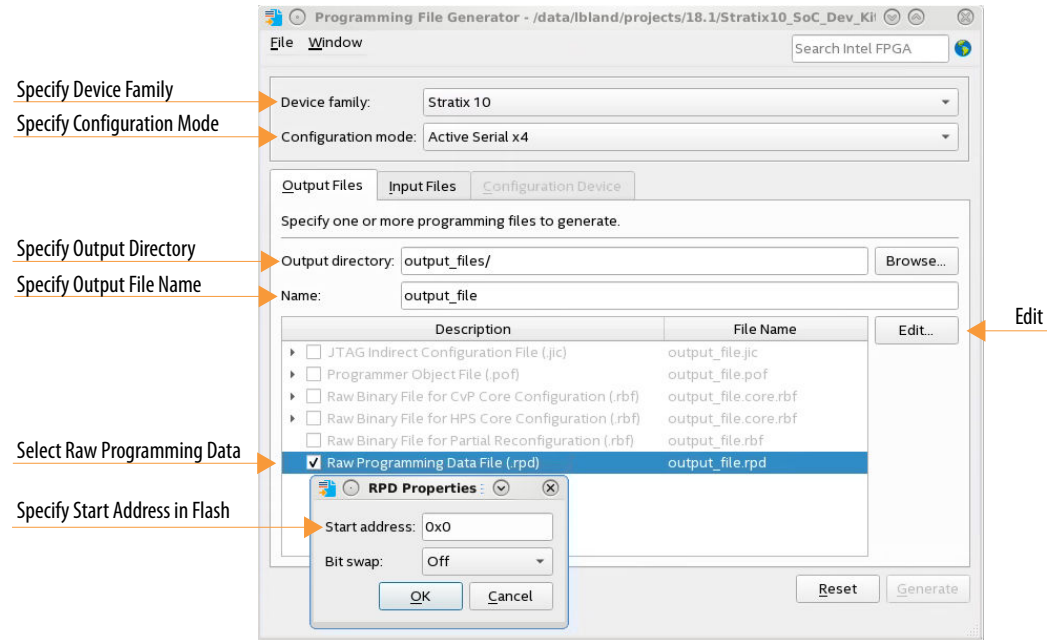 Programming File Generator - /data/lbland/projects/18.1/Stratix10_SoC_Dev_Kit
File Window
Search Intel FPGA
Specify Device Family
Device family: Stratix 10
Specify Configuration Mode
Configuration mode: Active Serial x4
Output Files Input Files Configuration Device
Specify one or more programming files to generate.
Specify Output Directory
Output directory: output_files/ Browse...
Specify Output File Name
Name: output_file
Edit
Description File Name Edit...
JTAG Indirect Configuration File (.jic) output_file.jic
Programmer Object File (.pof) output_file.pof
Raw Binary File for CvP Core Configuration (.rbf) output_file.core.rbf
Raw Binary File for HPS Core Configuration (.rbf) output_file.core.rbf
Raw Binary File for Partial Reconfiguration (.rbf) output_file.rbf
Select Raw Programming Data
Raw Programming Data File (.rpd) output_file.rpd
RPD Properties
Specify Start Address in Flash
Start address: 0x0
Bit swap: Off
OK Cancel
Reset Generate